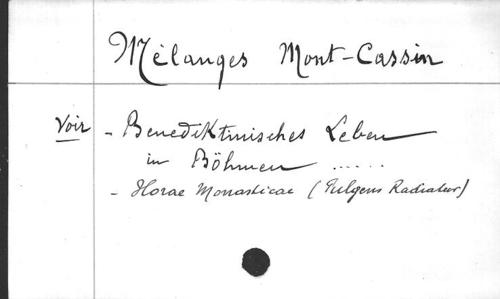 Mélanges Mont-Cassin
Voir - Benediktinisches Leben
in Böhmen ......
- Horae Monasticae (Fulgens Radiatur)